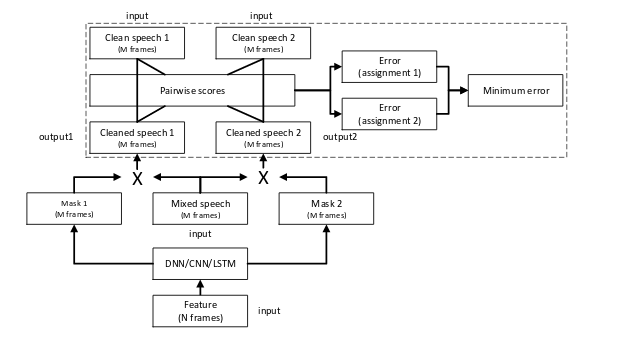 input
input
Clean speech 1
(M frames)
Clean speech 2
(M frames)
Pairwise scores
Error
(assignment 1)
Error
(assignment 2)
Minimum error
output1
Cleaned speech 1
(M frames)
Cleaned speech 2
(M frames)
output2
X
X
Mask 1
(M frames)
Mixed speech
(M frames)
Mask 2
(M frames)
input
DNN/CNN/LSTM
Feature
(N frames)
input